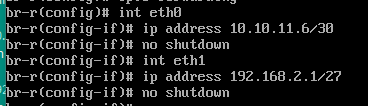 br-r(config)# int eth0
br-r(config-if)# ip address 10.10.11.6/30
br-r(config-if)# no shutdown
br-r(config-if)# int eth1
br-r(config-if)# ip address 192.168.2.1/27
br-r(config-if)# no shutdown